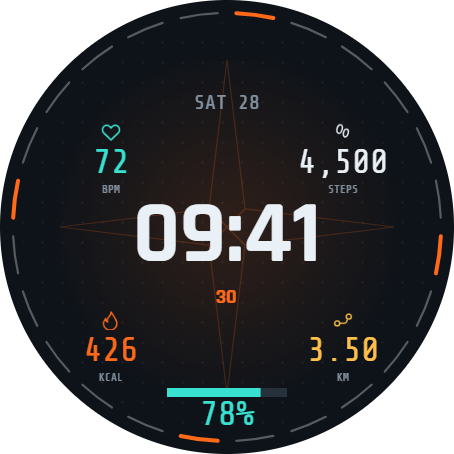 SAT 28
72
BPM
4,500
STEPS
09:41
30
426
KCAL
3.50
KM
78%